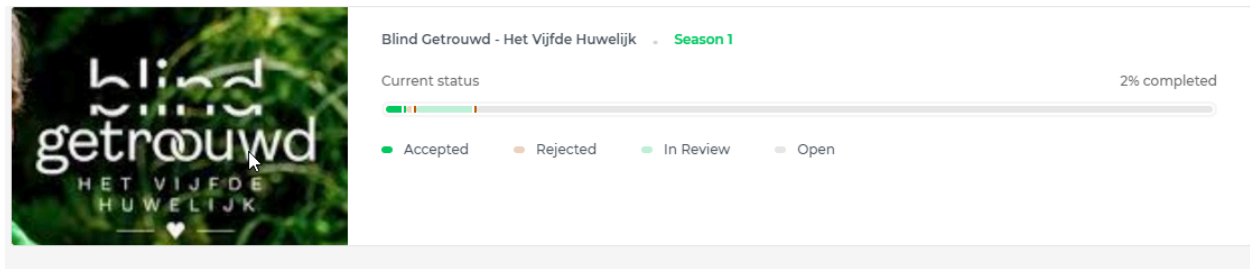 blind
getrouwd
HET VIJFDE
HUWELIJK
Blind Getrouwd - Het Vijfde Huwelijk . Season 1
Current status 2% completed
Accepted Rejected In Review Open